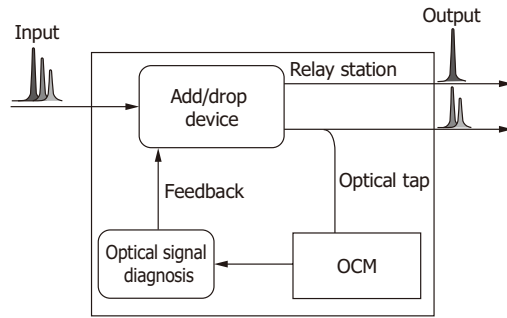 Input
Output
Relay station
Add/drop
device
Optical tap
Feedback
Optical signal
diagnosis
OCM